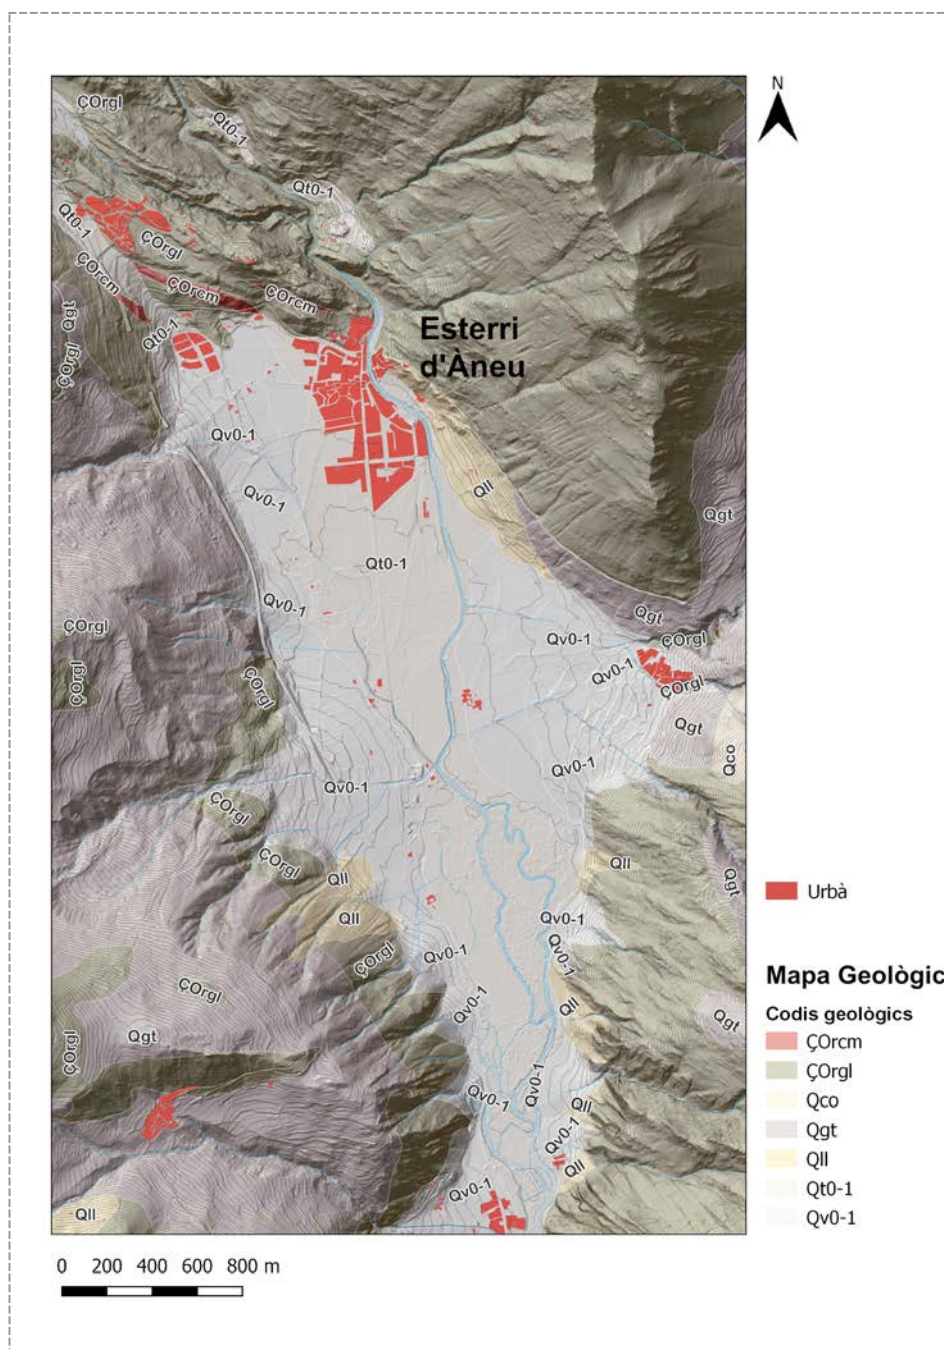 N
ÇOrgl
Qt0-1
Qt0-1
Qt0-1
ÇOrgl
ÇOrcm
ÇOrcm
ÇOrcm
Qgt
Qt0-1
ÇOrgl
Esterri
d'Àneu
Qv0-1
Qll
Qv0-1
Qgt
Qt0-1
Qv0-1
Qgt
ÇOrgl
Qv0-1
ÇOrgl
Qv0-1
ÇOrgl
ÇOrgl
ÇOrgl
Qgt
Qco
Qv0-1
Qv0-1
ÇOrgl
ÇOrgl
Qll
Qll
Qgt
Qll
Urbà
Qv0-1
ÇOrgl
Qv0-1
Qv0-1
ÇOrgl
Qv0-1
Qll
Qgt
Qgt
ÇOrgl
Qv0-1
Qv0-1
Qll
Qv0-1
Qll
Qv0-1
Qll
Mapa Geològic
Codis geològics
ÇOrcm
ÇOrgl
Qco
Qgt
Qll
Qt0-1
Qv0-1
0 200 400 600 800 m